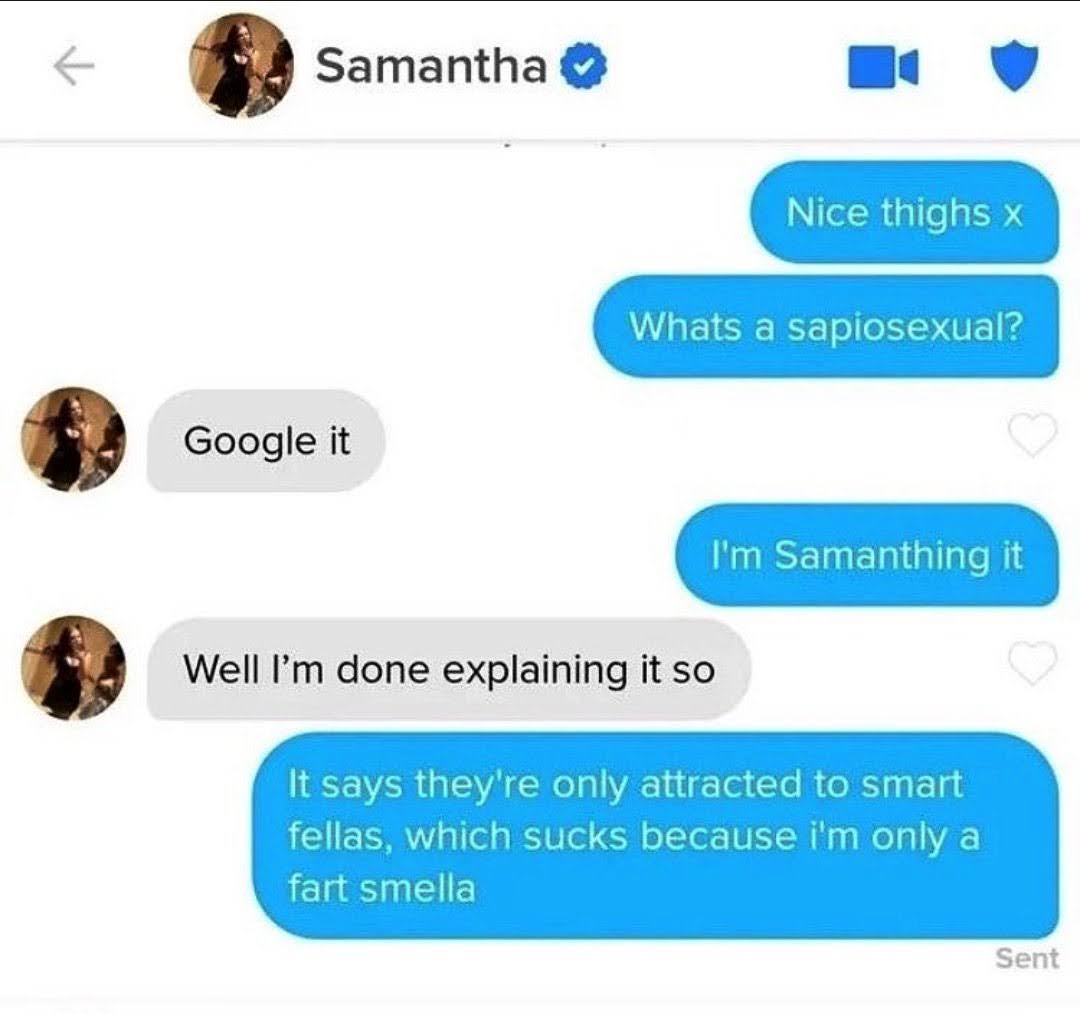 Samantha
Nice thighs x
Whats a sapiosexual?
Google it
I'm Samanthing it
Well I’m done explaining it so
It says they're only attracted to smart
fellas, which sucks because i'm only a
fart smella
Sent